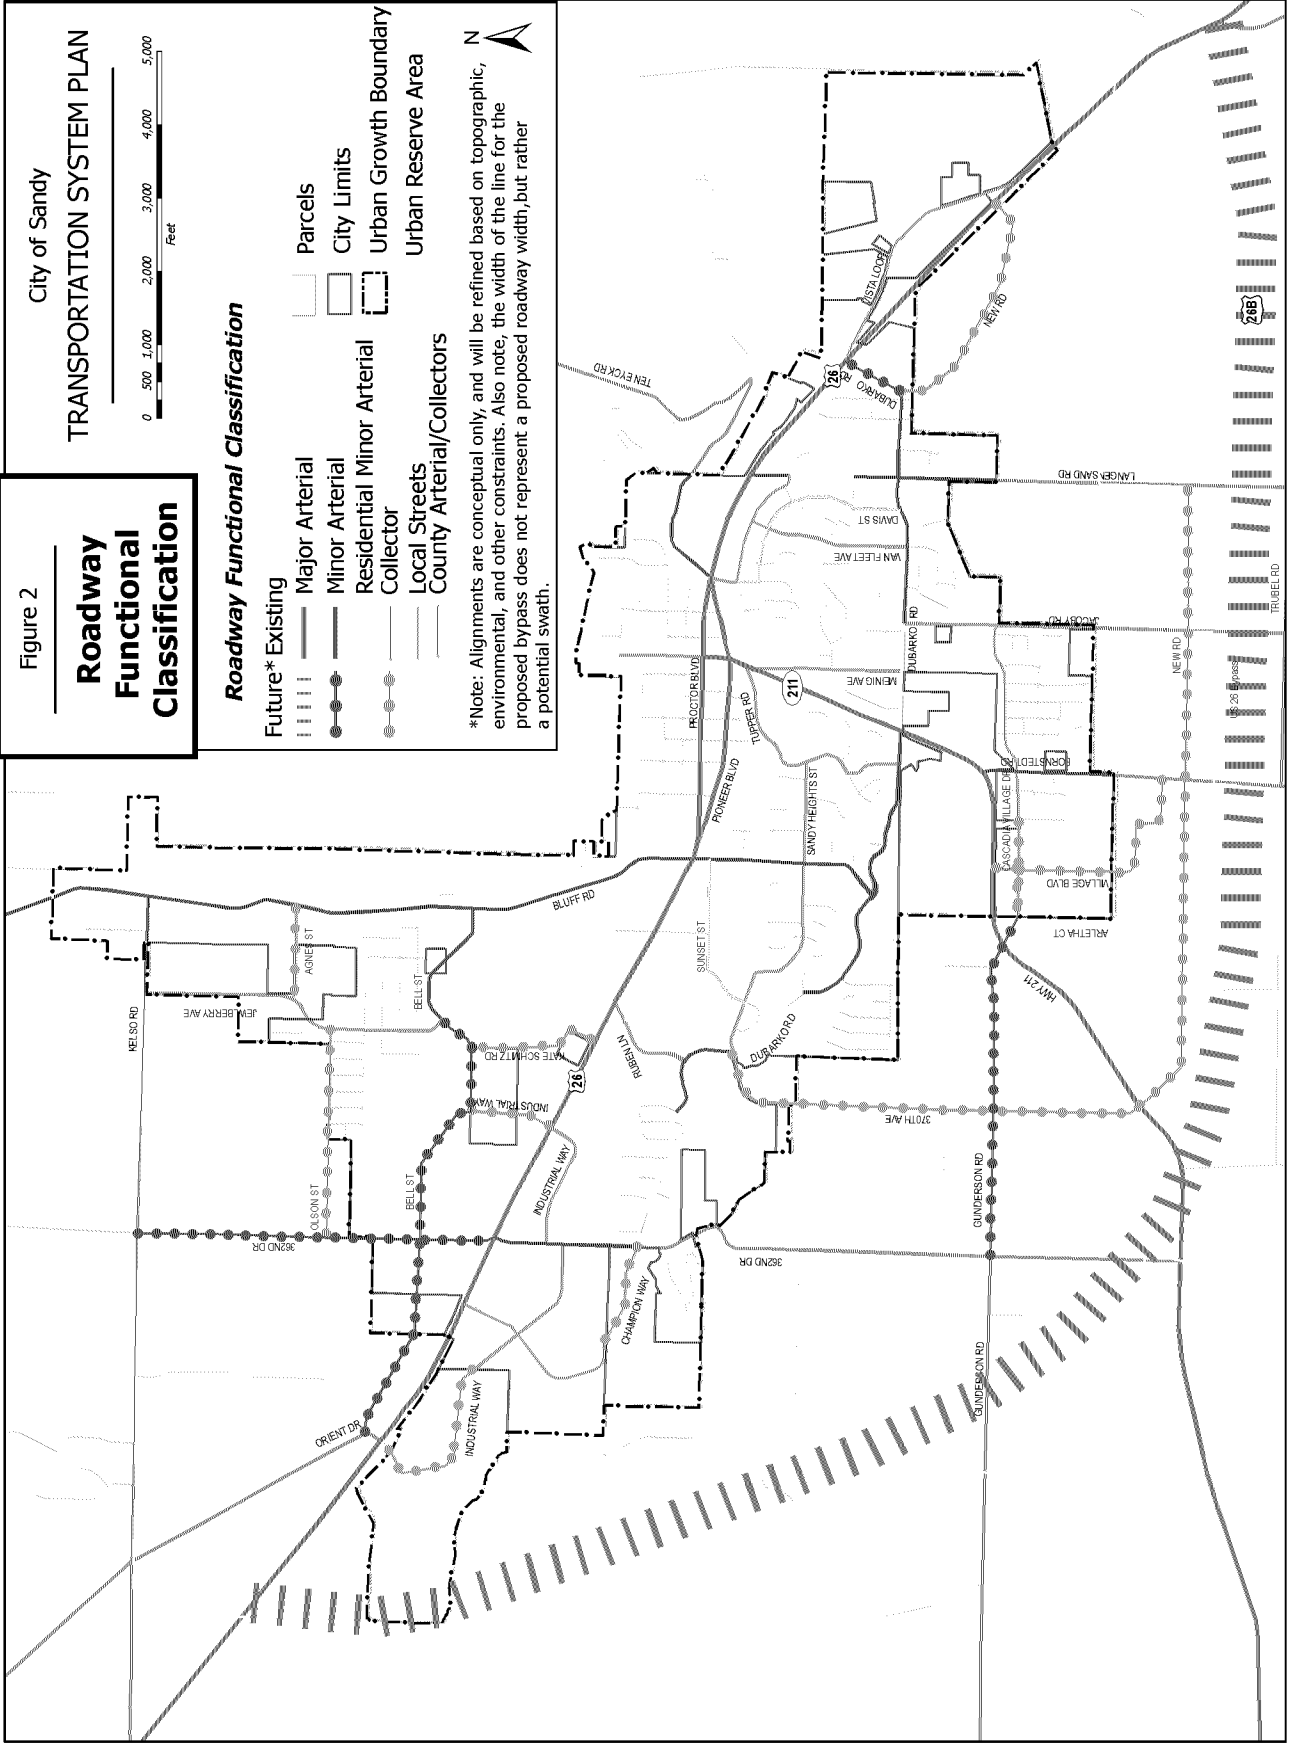 Figure 2
Roadway
Functional
Classification
City of Sandy
TRANSPORTATION SYSTEM PLAN
0 500 1,000 2,000 3,000 4,000 5,000
Feet
Roadway Functional Classification
Future* Existing
Major Arterial
Minor Arterial
Residential Minor Arterial
Collector
Local Streets
County Arterial/Collectors
Parcels
City Limits
Urban Growth Boundary
Urban Reserve Area
N
*Note: Alignments are conceptual only, and will be refined based on topographic,
environmental, and other constraints. Also note, the width of the line for the
proposed bypass does not represent a proposed roadway width,but rather
a potential swath.
KELSO RD
JEWELBERRY AVE
AGNES ST
BELL ST
BLUFF RD
362ND DR
OLSON ST
BELL ST
KATE SCHMITZ RD
INDUSTRIAL WAY
INDUSTRIAL WAY
26
ORIENT DR
INDUSTRIAL WAY
CHAMPION WAY
RUBEN LN
SUNSET ST
DUBARKO RD
SANDY HEIGHTS ST
PIONEER BLVD
PROCTOR BLVD
TUPPER RD
211
MEINIG AVE
DUBARKO RD
VAN FLEET AVE
DAVIS ST
TEN EYCK RD
26
DUBARKO RD
VISTA LOOP
NEW RD
LANGENSAND RD
JACOBY RD
TRUBEL RD
NEW RD
US 26 Bypass
26B
BORNSTEDT RD
CASCADIA VILLAGE DR
VILLAGE BLVD
ARLETHA CT
HWY 211
370TH AVE
GUNDERSON RD
362ND DR
GUNDERSON RD